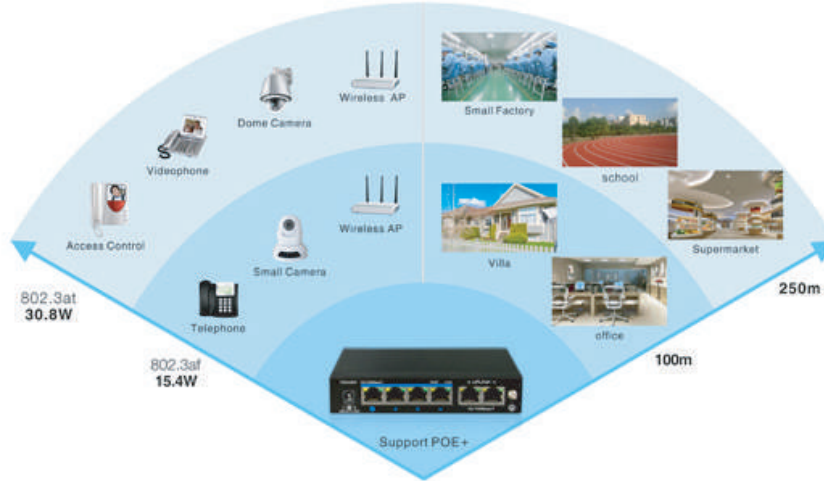 Wireless AP
Dome Camera
Videophone
Access Control
Small Factory
school
Supermarket
Wireless AP
Small Camera
Telephone
Villa
office
802.3at
30.8W
802.3af
15.4W
250m
100m
Support POE+